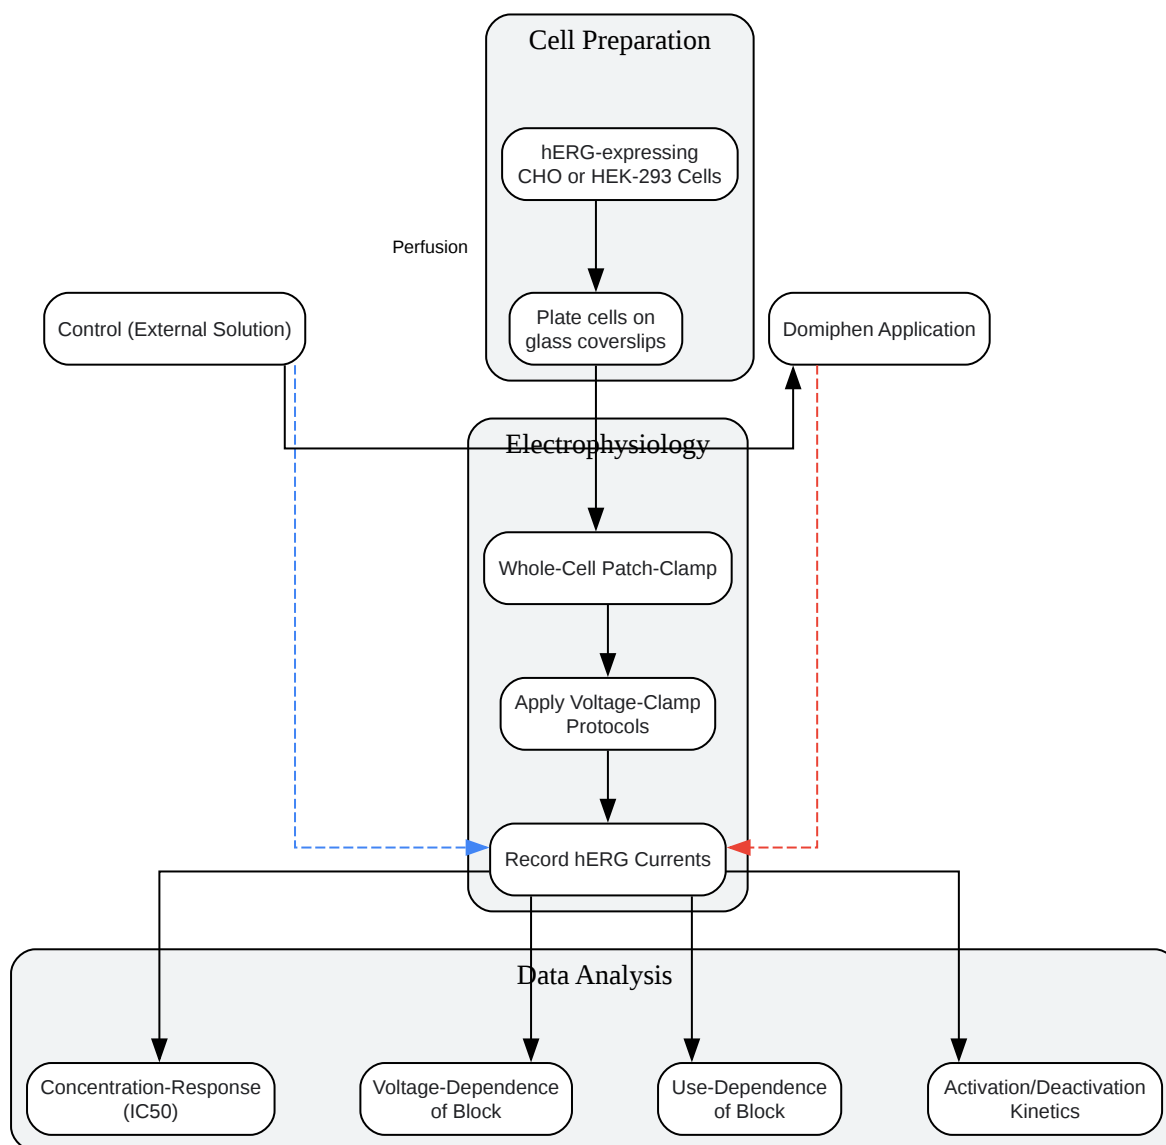 Cell Preparation
hERG-expressing
CHO or HEK-293 Cells
Perfusion
Control (External Solution)
Plate cells on
glass coverslips
Domiphen Application
Electrophysiology
Whole-Cell Patch-Clamp
Apply Voltage-Clamp
Protocols
Record hERG Currents
Data Analysis
Concentration-Response
(IC50)
Voltage-Dependence
of Block
Use-Dependence
of Block
Activation/Deactivation
Kinetics